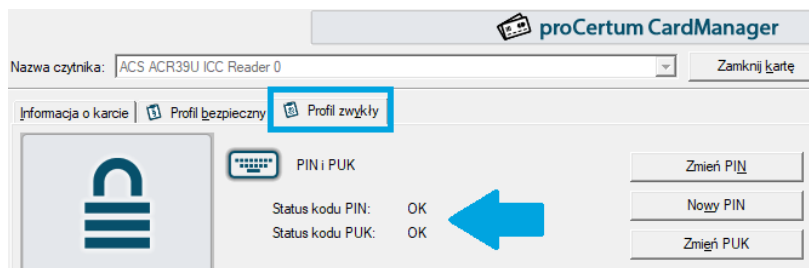 proCertum CardManager
Nazwa czytnika: ACS ACR39U ICC Reader 0 Zamknij kartę
Informacja o karcie Profil bezpieczny Profil zwykły
PIN i PUK Zmień PIN
Status kodu PIN: OK Nowy PIN
Status kodu PUK: OK Zmień PUK